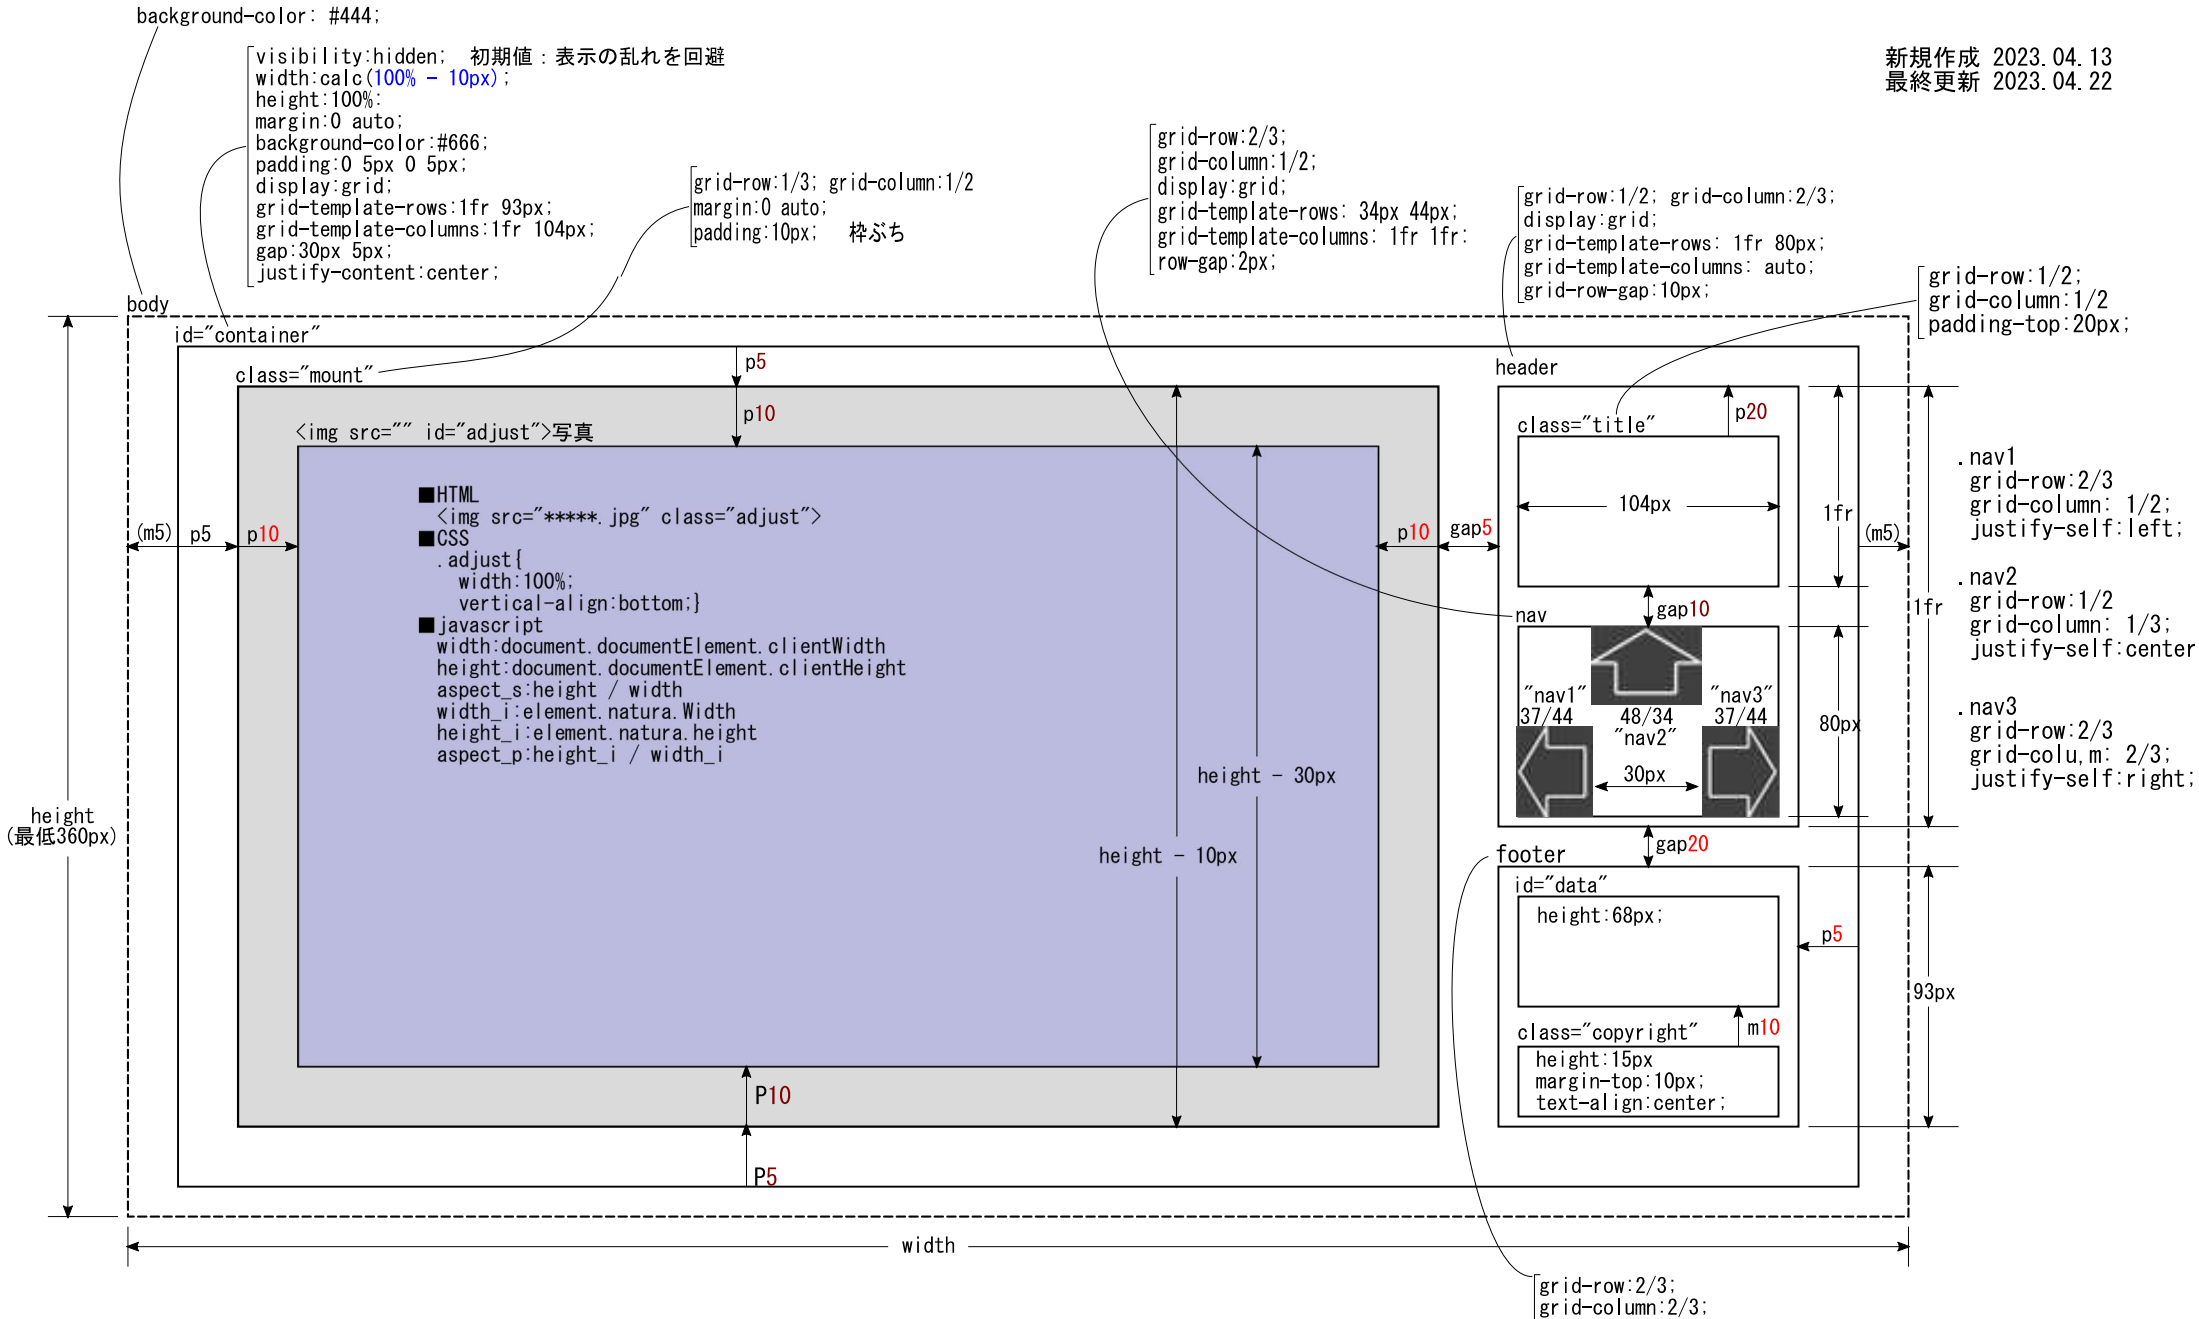 background-color: #444;
visibility:hidden;　初期値：表示の乱れを回避
width:calc(100% - 10px);
height:100%:
margin:0 auto;
background-color:#666;
padding:0 5px 0 5px;
display:grid;
grid-template-rows:1fr 93px;
grid-template-columns:1fr 104px;
gap:30px 5px;
justify-content:center;
grid-row:1/3; grid-column:1/2
margin:0 auto;
padding:10px;　枠ぶち
grid-row:2/3;
grid-column:1/2;
display:grid;
grid-template-rows: 34px 44px;
grid-template-columns: 1fr 1fr:
row-gap:2px;
新規作成 2023.04.13
最終更新 2023.04.22
grid-row:1/2; grid-column:2/3;
display:grid;
grid-template-rows: 1fr 80px;
grid-template-columns: auto;
grid-row-gap:10px;
grid-row:1/2;
grid-column:1/2
padding-top:20px;
body
id="container"
class="mount"
p5
p10
<img src="" id="adjust">写真
■HTML
<img src="*****.jpg" class="adjust">
■CSS
.adjust{
width:100%;
vertical-align:bottom;}
■javascript
width:document.documentElement.clientWidth
height:document.documentElement.clientHeight
aspect_s:height / width
width_i:element.natura.Width
height_i:element.natura.height
aspect_p:height_i / width_i
(m5)
p5
p10
p10
gap5
height - 30px
height - 10px
P10
P5
height
(最低360px)
width
header
p20
class="title"
104px
1fr
(m5)
gap10
nav
"nav1"
37/44
48/34
"nav2"
"nav3"
37/44
30px
80px
1fr
gap20
footer
id="data"
height:68px;
p5
m10
class="copyright"
height:15px
margin-top:10px;
text-align:center;
93px
.nav1
grid-row:2/3
grid-column: 1/2;
justify-self:left;
.nav2
grid-row:1/2
grid-column: 1/3;
justify-self:center
.nav3
grid-row:2/3
grid-colu,m: 2/3;
justify-self:right;
grid-row:2/3;
grid-column:2/3;